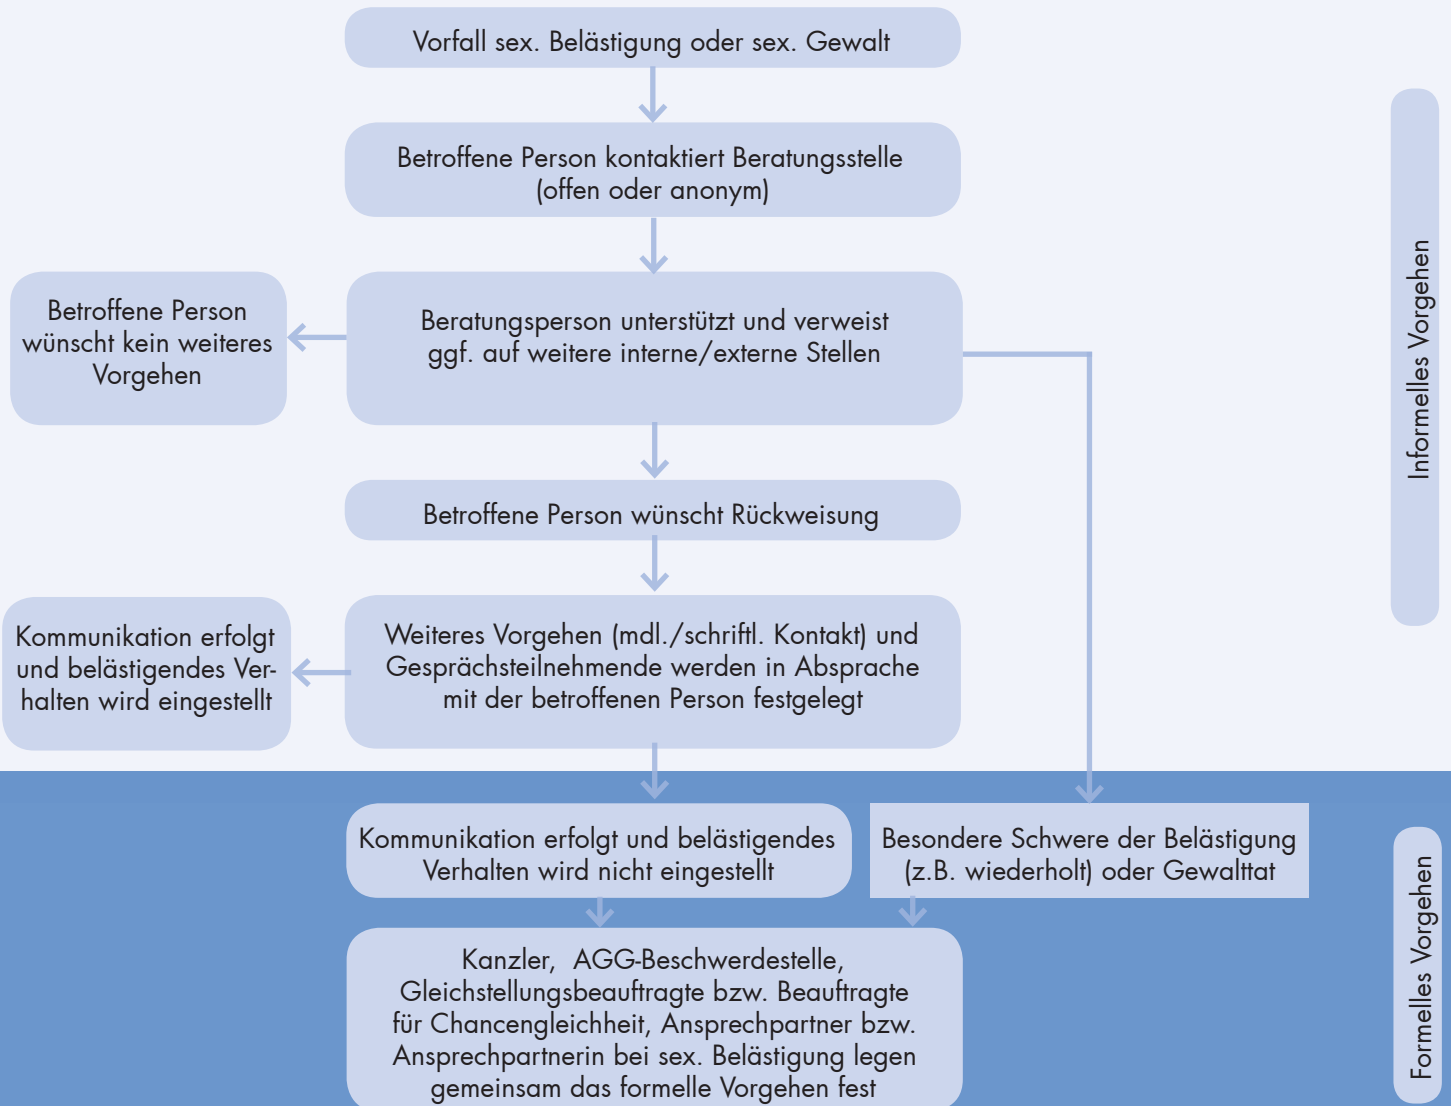 Vorfall sex. Belästigung oder sex. Gewalt
Betroffene Person kontaktiert Beratungsstelle
(offen oder anonym)
Betroffene Person
wünscht kein weiteres
Vorgehen
Beratungsperson unterstützt und verweist
ggf. auf weitere interne/externe Stellen
Informelles Vorgehen
Betroffene Person wünscht Rückweisung
Kommunikation erfolgt
und belästigendes Ver-
halten wird eingestellt
Weiteres Vorgehen (mdl./schriftl. Kontakt) und
Gesprächsteilnehmende werden in Absprache
mit der betroffenen Person festgelegt
Kommunikation erfolgt und belästigendes
Verhalten wird nicht eingestellt
Besondere Schwere der Belästigung
(z.B. wiederholt) oder Gewalttat
Formelles Vorgehen
Kanzler, AGG-Beschwerdestelle,
Gleichstellungsbeauftragte bzw. Beauftragte
für Chancengleichheit, Ansprechpartner bzw.
Ansprechpartnerin bei sex. Belästigung legen
gemeinsam das formelle Vorgehen fest